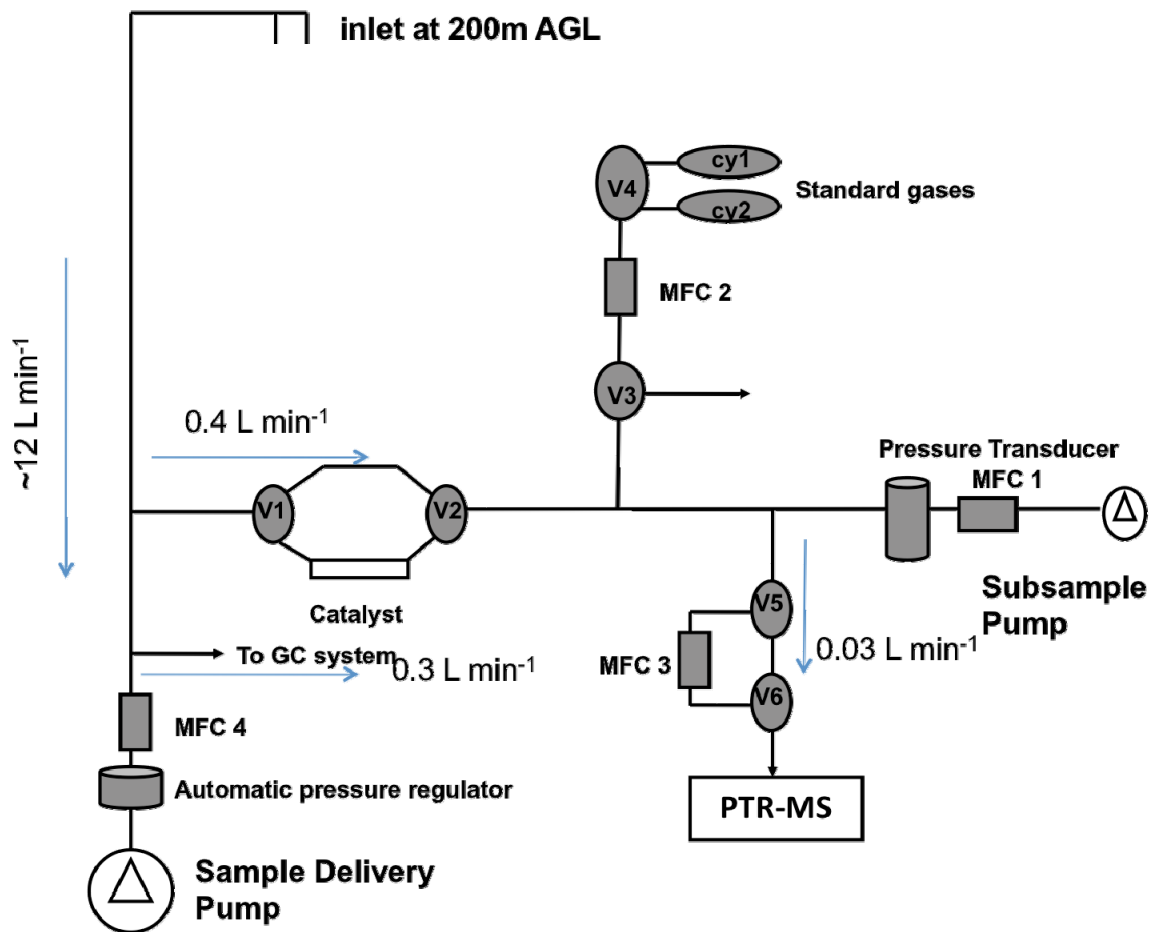 inlet at 200m AGL
cy1
V4
Standard gases
cy2
MFC 2
~12 L min⁻¹
V3
0.4 L min⁻¹
Pressure Transducer
MFC 1
V1
V2
Catalyst
V5
Subsample
Pump
To GC system
0.3 L min⁻¹
MFC 3
0.03 L min⁻¹
V6
MFC 4
Automatic pressure regulator
PTR-MS
Sample Delivery
Pump